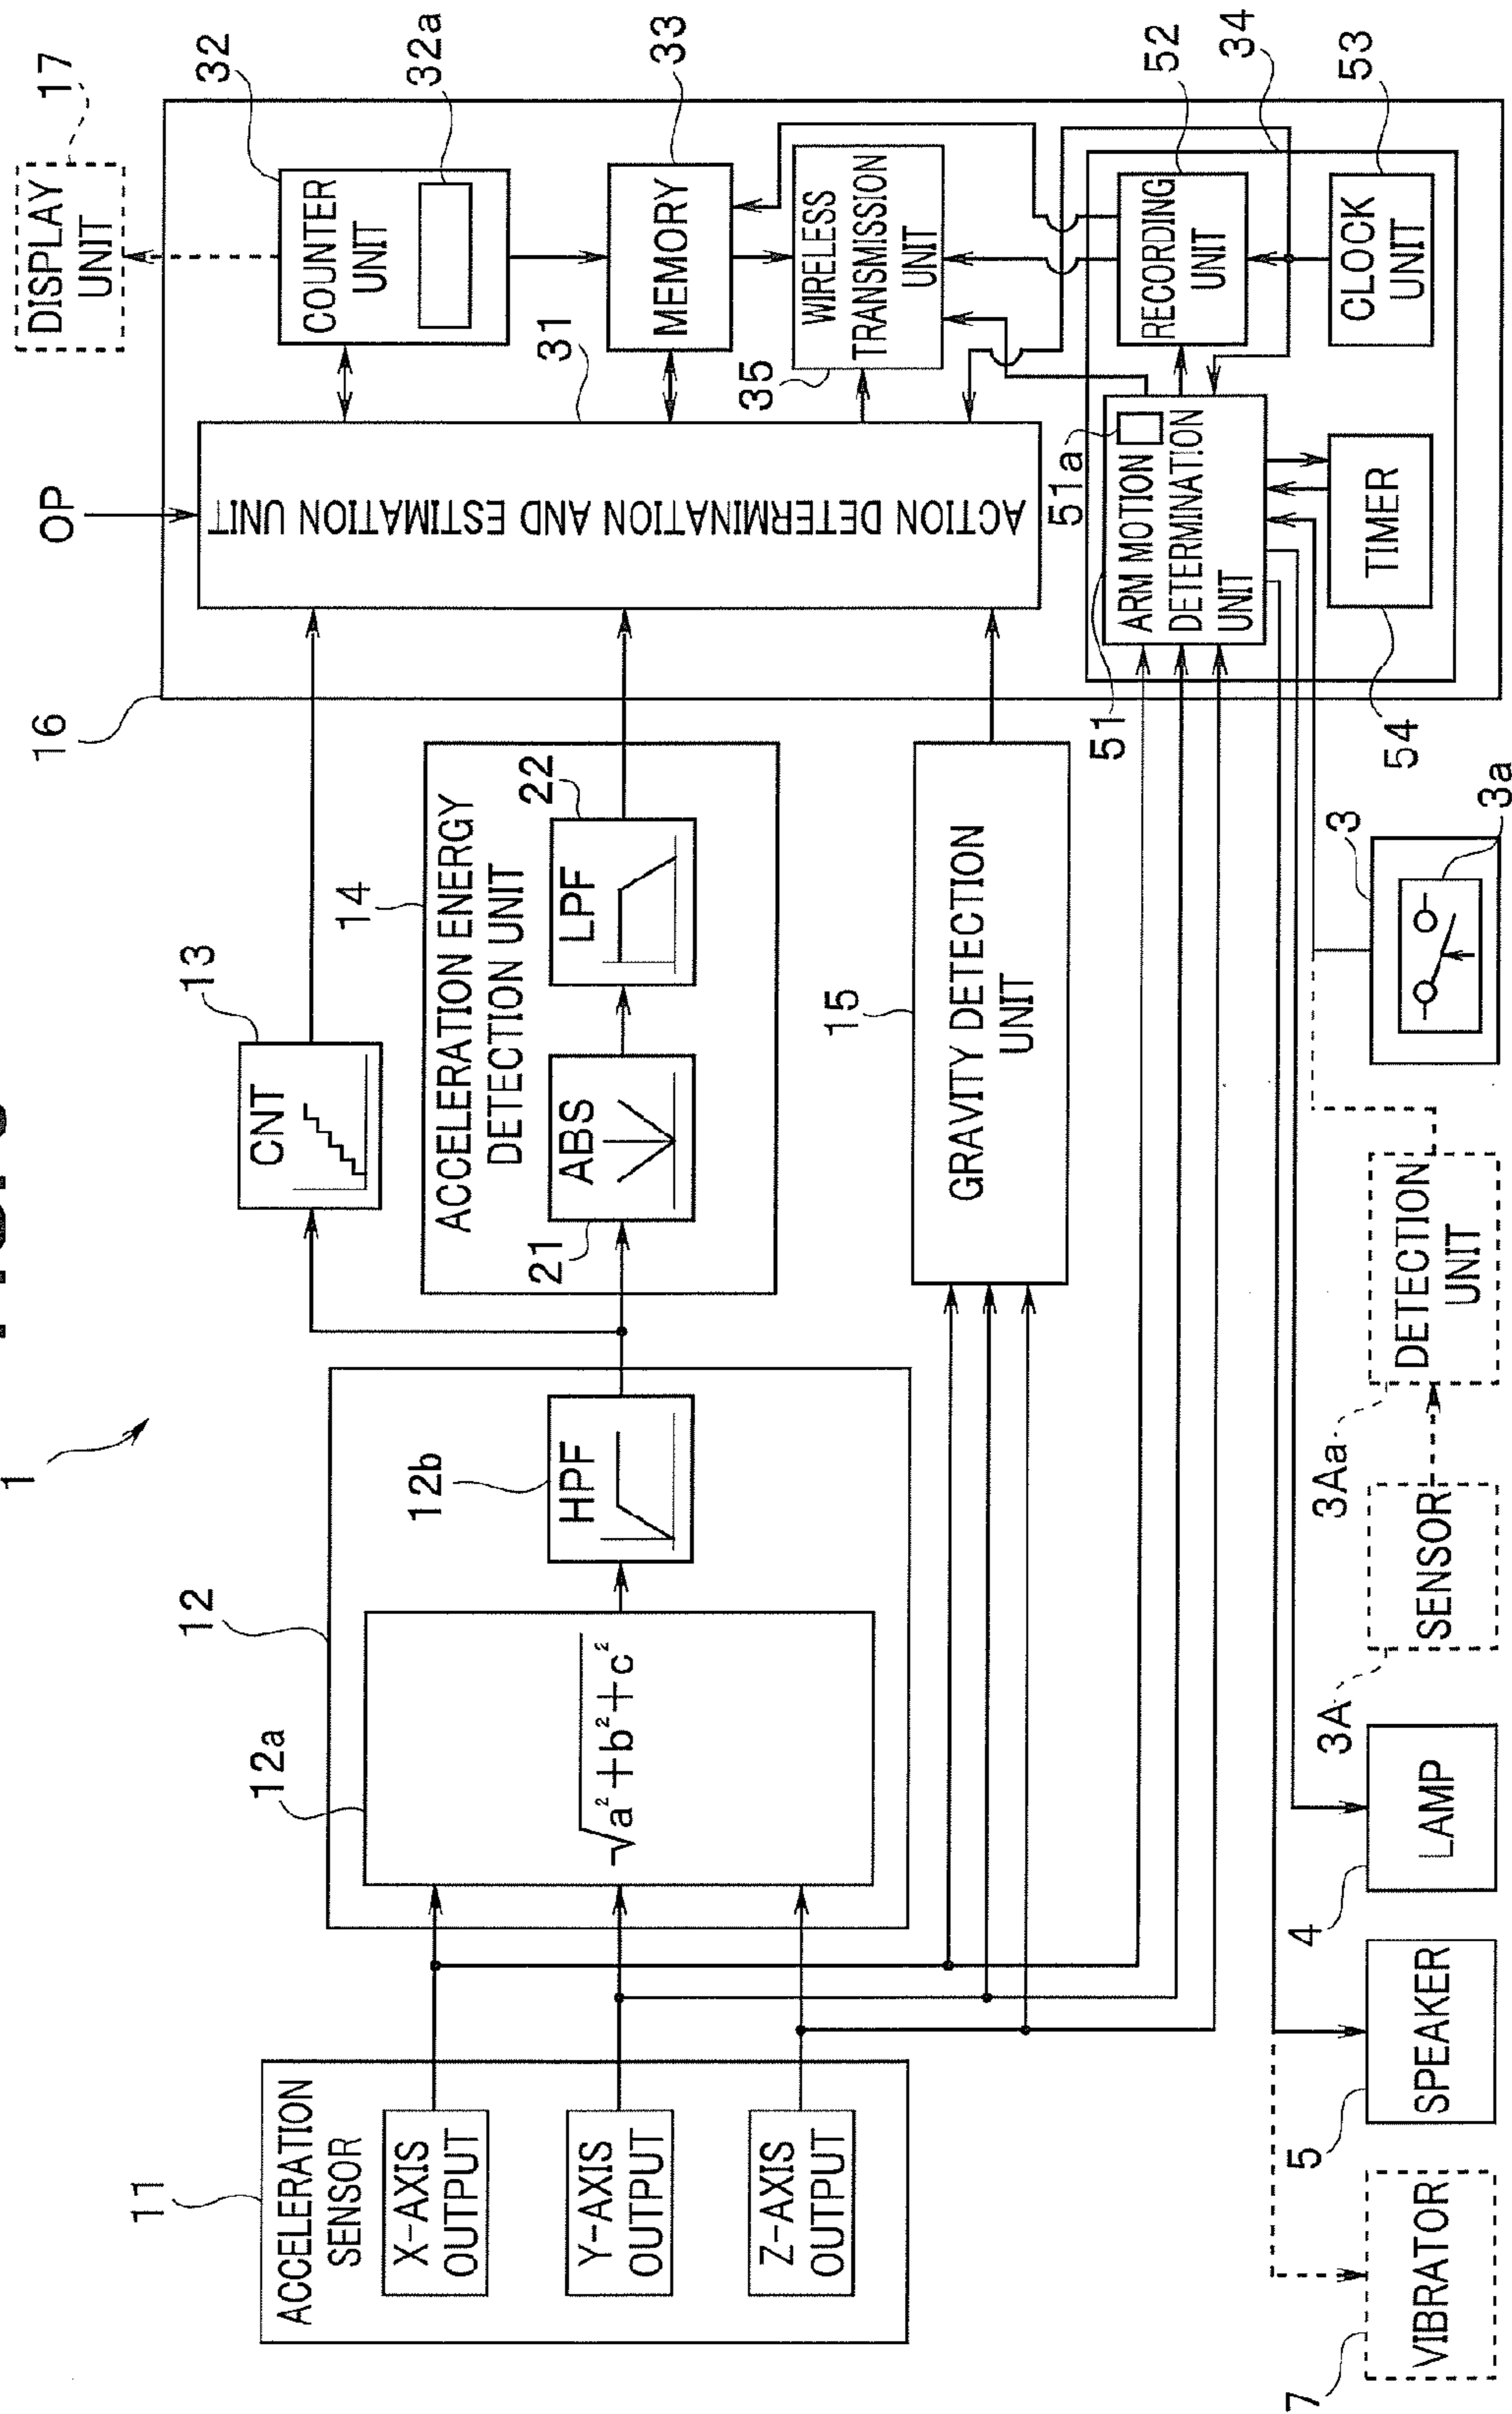 1
11
ACCELERATION
SENSOR
X-AXIS
OUTPUT
Y-AXIS
OUTPUT
Z-AXIS
OUTPUT
12
12a
√a²+b²+c²
12b
HPF
13
CNT
14
ACCELERATION ENERGY
DETECTION UNIT
21
ABS
22
LPF
15
GRAVITY DETECTION
UNIT
16
OP
ACTION DETERMINATION AND ESTIMATION UNIT
31
17
DISPLAY
UNIT
32
COUNTER
UNIT
32a
33
MEMORY
35
WIRELESS
TRANSMISSION
UNIT
34
51
ARM MOTION
DETERMINATION
UNIT
51a
52
RECORDING
UNIT
53
CLOCK
UNIT
54
TIMER
7
VIBRATOR
5
SPEAKER
4
LAMP
3A
SENSOR
3Aa
DETECTION
UNIT
3
3a